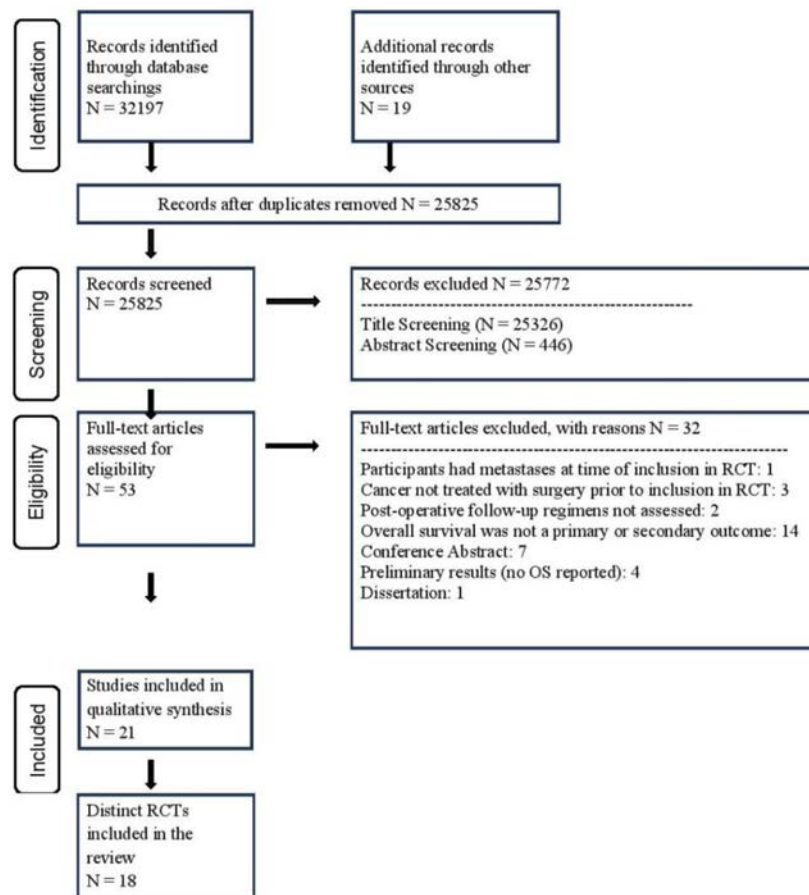 Identification
Records identified
through database
searchings
N = 32197
Additional records
identified through other
sources
N = 19
Records after duplicates removed N = 25825
Screening
Records screened
N = 25825
Records excluded N = 25772
Title Screening (N = 25326)
Abstract Screening (N = 446)
Eligibility
Full-text articles
assessed for
eligibility
N = 53
Full-text articles excluded, with reasons N = 32
Participants had metastases at time of inclusion in RCT: 1
Cancer not treated with surgery prior to inclusion in RCT: 3
Post-operative follow-up regimens not assessed: 2
Overall survival was not a primary or secondary outcome: 14
Conference Abstract: 7
Preliminary results (no OS reported): 4
Dissertation: 1
Included
Studies included in
qualitative synthesis
N = 21
Distinct RCTs
included in the
review
N = 18